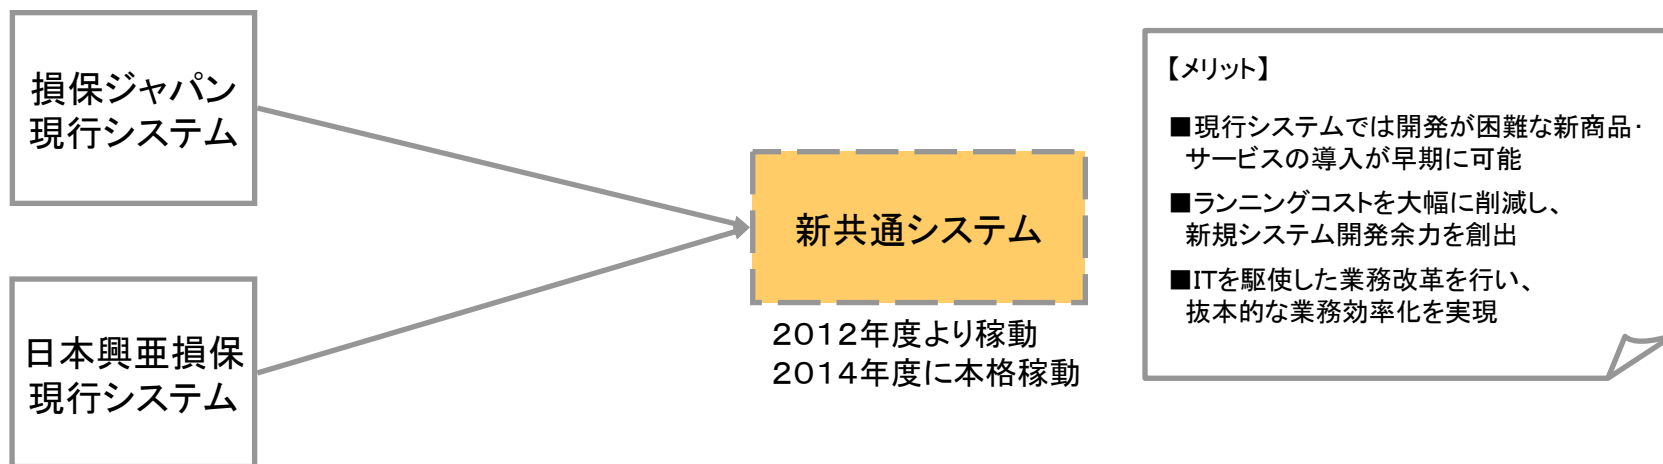 損保ジャパン
現行システム
日本興亜損保
現行システム
新共通システム
2012年度より稼動
2014年度に本格稼動
【メリット】
■現行システムでは開発が困難な新商品・
サービスの導入が早期に可能
■ランニングコストを大幅に削減し、
新規システム開発余力を創出
■ITを駆使した業務改革を行い、
抜本的な業務効率化を実現